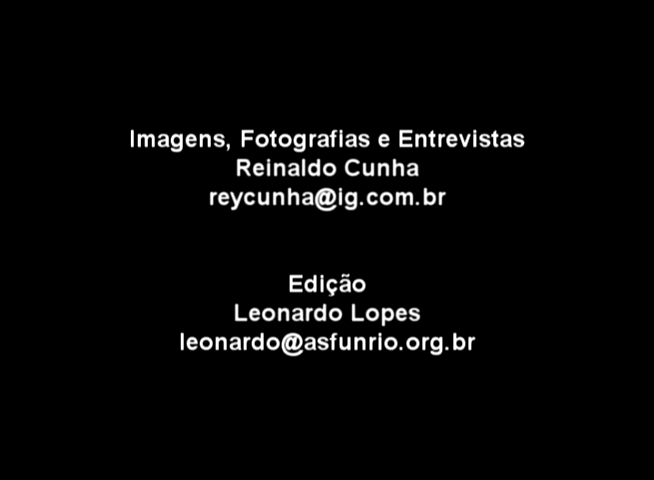 Imagens, Fotografias e Entrevistas
Reinaldo Cunha
reycunha@ig.com.br
Edição
Leonardo Lopes
leonardo@asfunrio.org.br